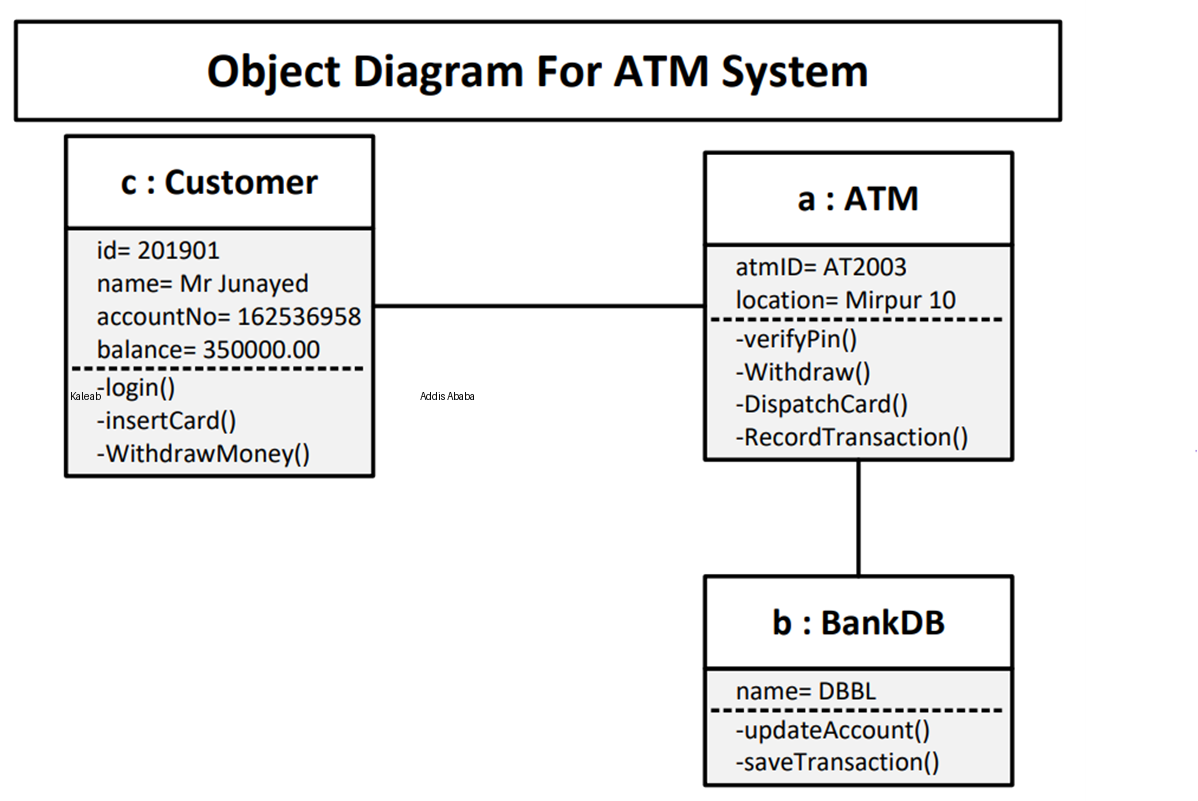 Object Diagram For ATM System
c : Customer
id= 201901
name= Mr Junayed
accountNo= 162536958
balance= 350000.00
-login()
-insertCard()
-WithdrawMoney()
Kaleab
Addis Ababa
a : ATM
atmID= AT2003
location= Mirpur 10
-verifyPin()
-Withdraw()
-DispatchCard()
-RecordTransaction()
b : BankDB
name= DBBL
-updateAccount()
-saveTransaction()